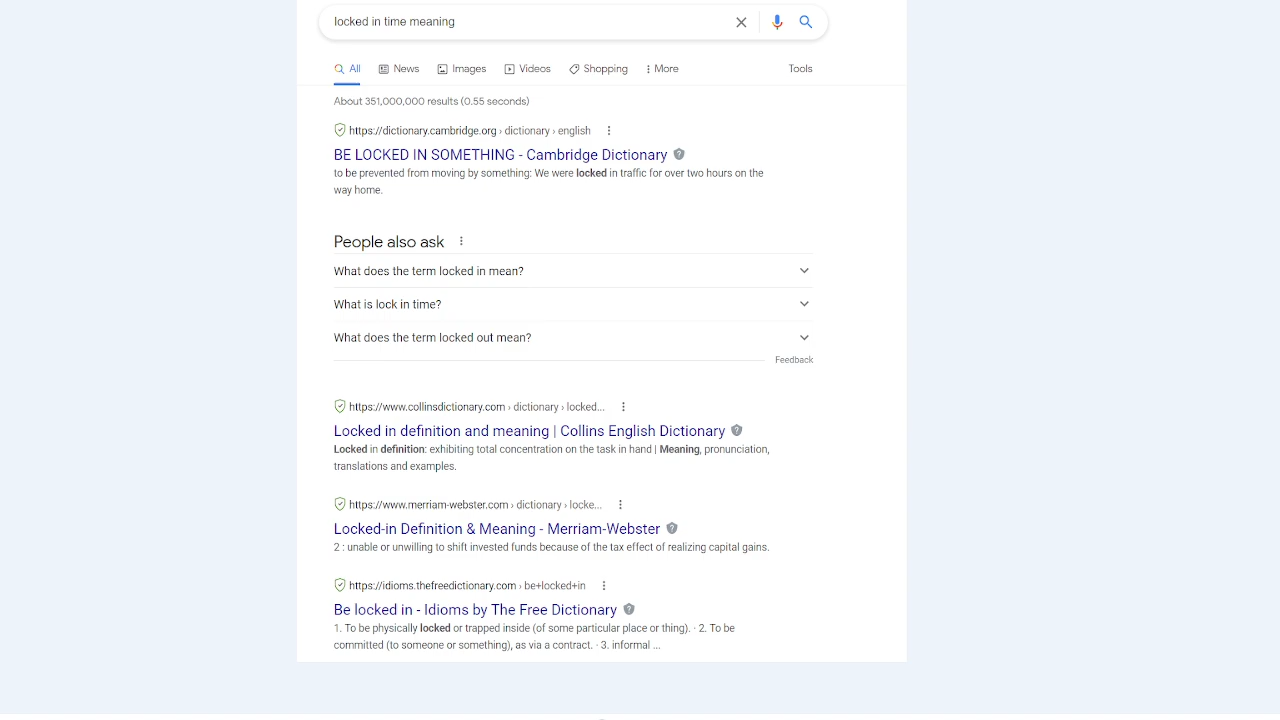 locked in time meaning
All News Images Videos Shopping More Tools
About 351,000,000 results (0.55 seconds)
https://dictionary.cambridge.org › dictionary › english
BE LOCKED IN SOMETHING - Cambridge Dictionary
to be prevented from moving by something: We were locked in traffic for over two hours on the
way home.
People also ask
What does the term locked in mean?
What is lock in time?
What does the term locked out mean?
Feedback
https://www.collinsdictionary.com › dictionary › locked...
Locked in definition and meaning | Collins English Dictionary
Locked in definition: exhibiting total concentration on the task in hand | Meaning, pronunciation,
translations and examples.
https://www.merriam-webster.com › dictionary › locke...
Locked-in Definition & Meaning - Merriam-Webster
2 : unable or unwilling to shift invested funds because of the tax effect of realizing capital gains.
https://idioms.thefreedictionary.com › be+locked+in
Be locked in - Idioms by The Free Dictionary
1. To be physically locked or trapped inside (of some particular place or thing). · 2. To be
committed (to someone or something), as via a contract. · 3. informal ...